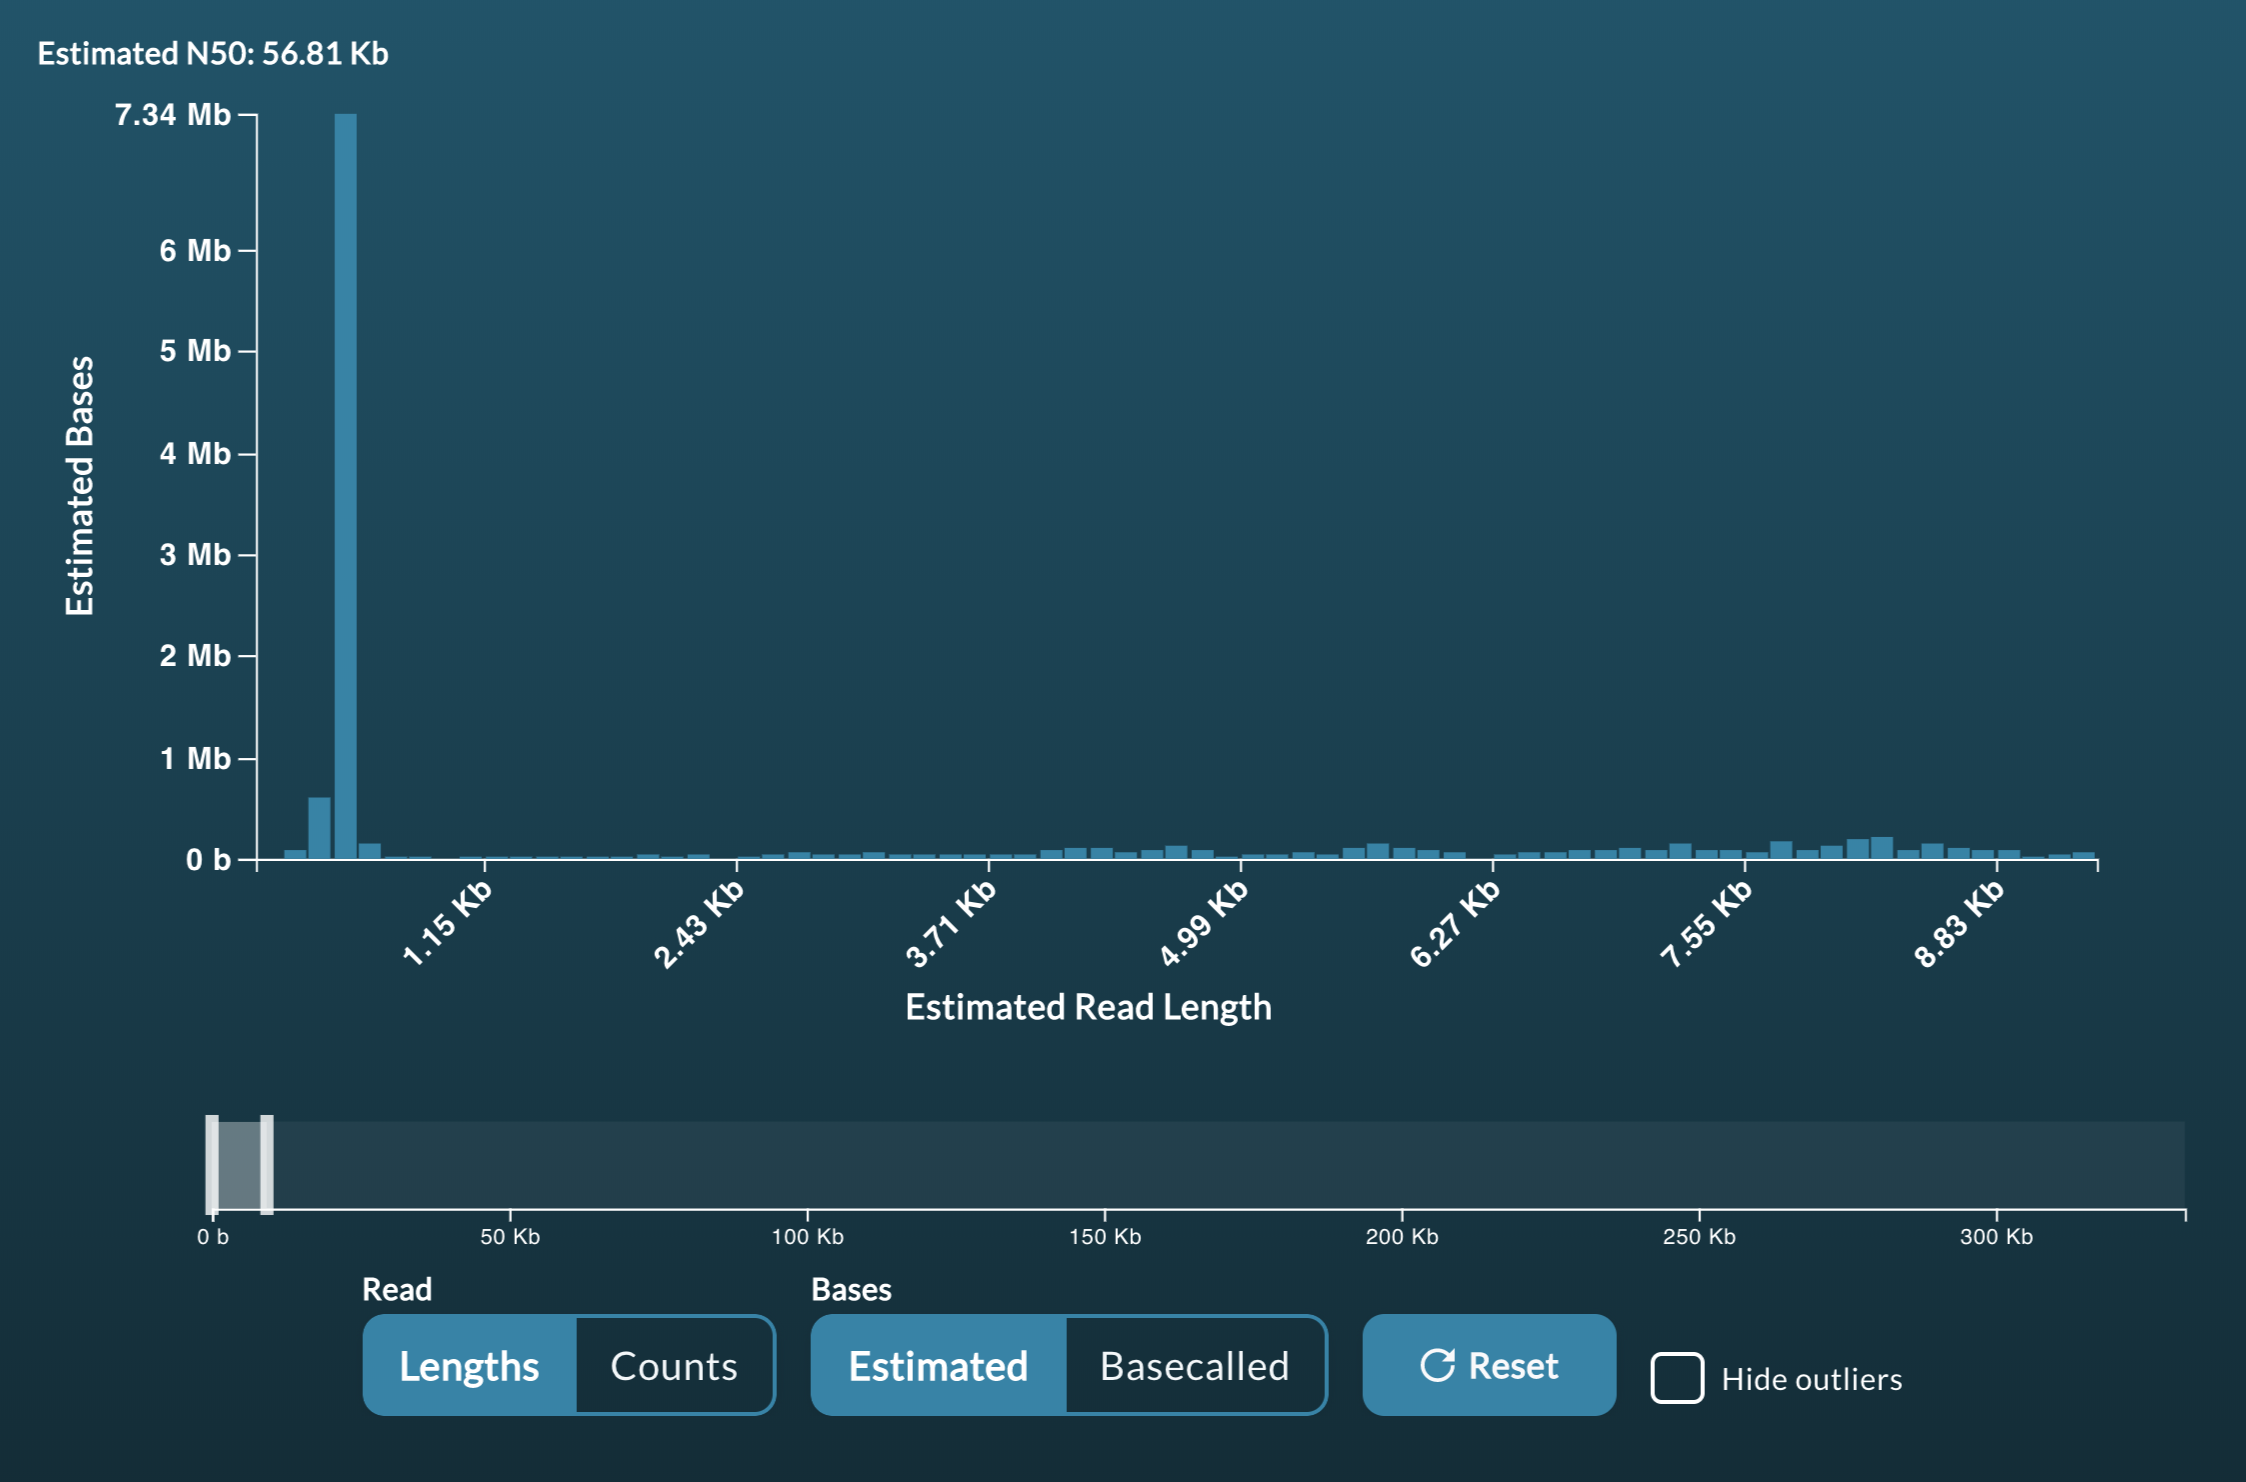 Estimated N50: 56.81 Kb
7.34 Mb
6 Mb
5 Mb
4 Mb
3 Mb
2 Mb
1 Mb
0 b
Estimated Bases
1.15 Kb
2.43 Kb
3.71 Kb
4.99 Kb
6.27 Kb
7.55 Kb
8.83 Kb
Estimated Read Length
0 b
50 Kb
100 Kb
150 Kb
200 Kb
250 Kb
300 Kb
Read
Bases
Lengths
Counts
Estimated
Basecalled
Reset
Hide outliers